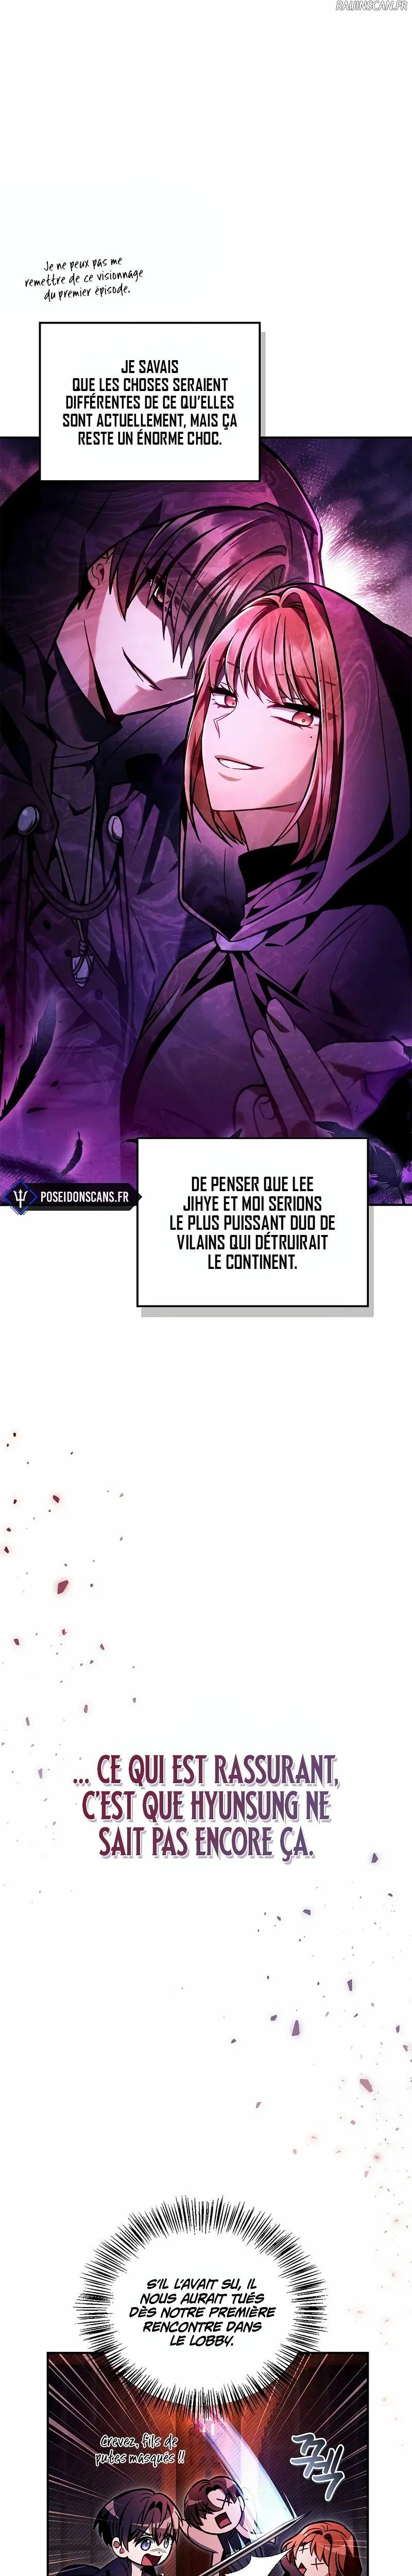 RAIJINSCAN.FR
Je ne peux pas me
remettre de ce visionnage
du premier épisode.
JE SAVAIS
QUE LES CHOSES SERAIENT
DIFFÉRENTES DE CE QU'ELLES
SONT ACTUELLEMENT, MAIS ÇA
RESTE UN ÉNORME CHOC.
DE PENSER QUE LEE
JIHYE ET MOI SERIONS
LE PLUS PUISSANT DUO DE
VILAINS QUI DÉTRUIRAIT
LE CONTINENT.
POSEIDONSCANS.FR
... CE QUI EST RASSURANT,
C'EST QUE HYUNSUNG NE
SAIT PAS ENCORE ÇA.
S'IL L'AVAIT SU, IL
NOUS AURAIT TUÉS
DÈS NOTRE PREMIÈRE
RENCONTRE DANS
LE LOBBY.
Crevez, fils de
putes masqués !!